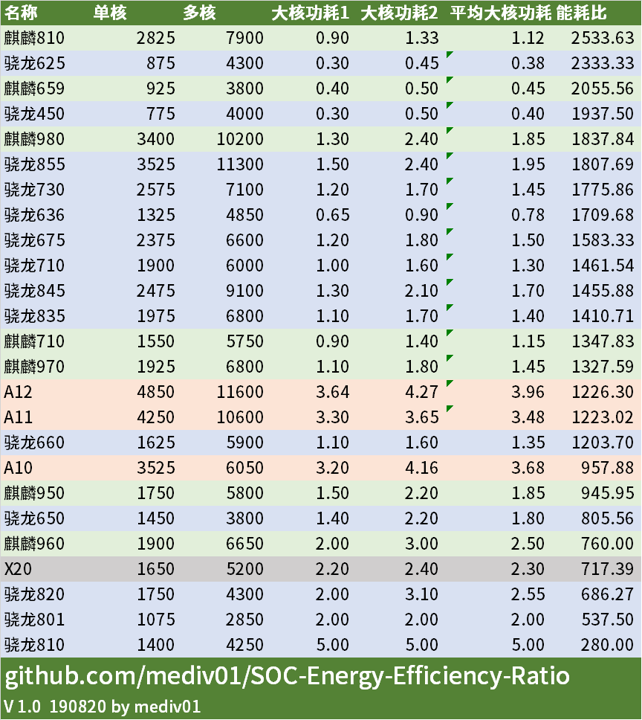 名称 单核 多核 大核功耗1 大核功耗2 平均大核功耗 能耗比
麒麟810 2825 7900 0.90 1.33 1.12 2533.63
骁龙625 875 4300 0.30 0.45 0.38 2333.33
麒麟659 925 3800 0.40 0.50 0.45 2055.56
骁龙450 775 4000 0.30 0.50 0.40 1937.50
麒麟980 3400 10200 1.30 2.40 1.85 1837.84
骁龙855 3525 11300 1.50 2.40 1.95 1807.69
骁龙730 2575 7100 1.20 1.70 1.45 1775.86
骁龙636 1325 4850 0.65 0.90 0.78 1709.68
骁龙675 2375 6600 1.20 1.80 1.50 1583.33
骁龙710 1900 6000 1.00 1.60 1.30 1461.54
骁龙845 2475 9100 1.30 2.10 1.70 1455.88
骁龙835 1975 6800 1.10 1.70 1.40 1410.71
麒麟710 1550 5750 0.90 1.40 1.15 1347.83
麒麟970 1925 6800 1.10 1.80 1.45 1327.59
A12 4850 11600 3.64 4.27 3.96 1226.30
A11 4250 10600 3.30 3.65 3.48 1223.02
骁龙660 1625 5900 1.10 1.60 1.35 1203.70
A10 3525 6050 3.20 4.16 3.68 957.88
麒麟950 1750 5800 1.50 2.20 1.85 945.95
骁龙650 1450 3800 1.40 2.20 1.80 805.56
麒麟960 1900 6650 2.00 3.00 2.50 760.00
X20 1650 5200 2.20 2.40 2.30 717.39
骁龙820 1750 4300 2.00 3.10 2.55 686.27
骁龙801 1075 2850 2.00 2.00 2.00 537.50
骁龙810 1400 4250 5.00 5.00 5.00 280.00
github.com/mediv01/SOC-Energy-Efficiency-Ratio
V 1.0 190820 by mediv01